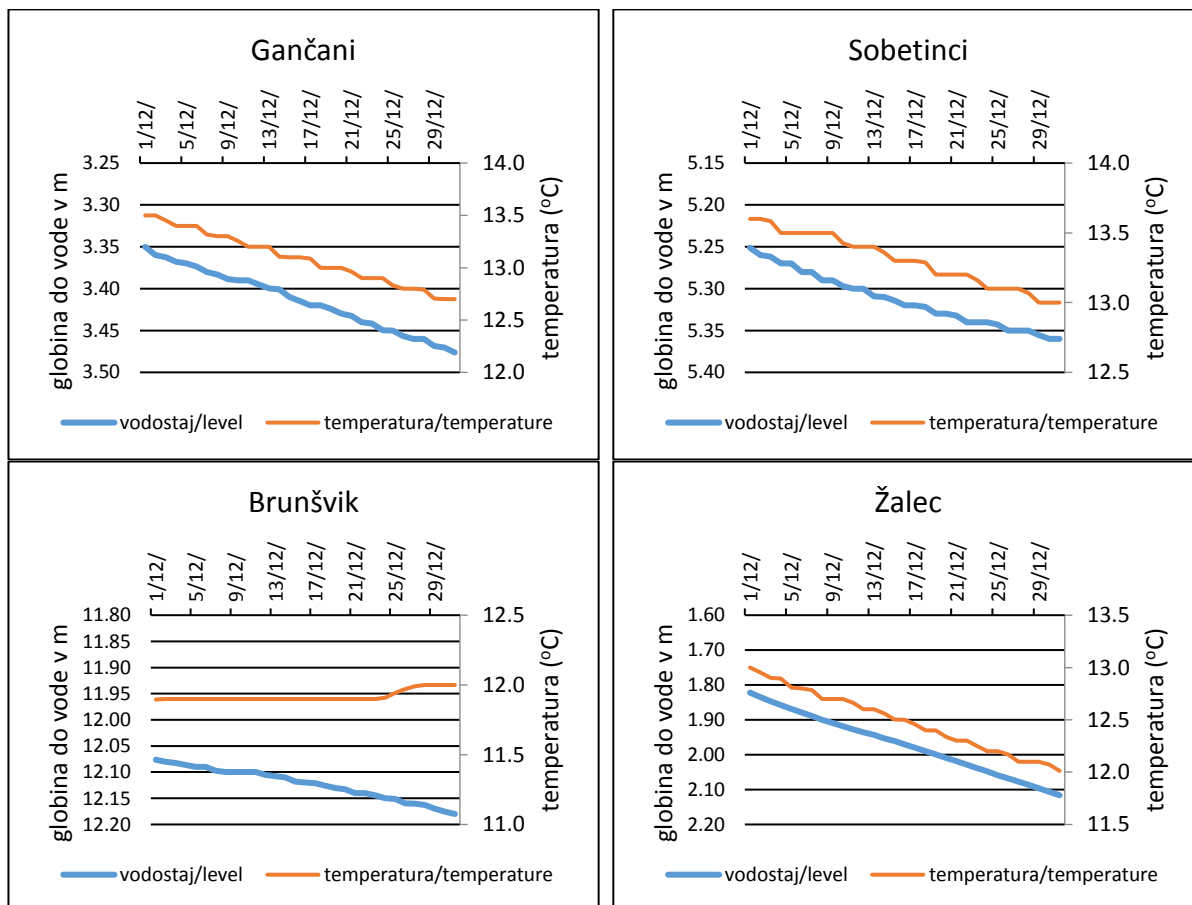 Gančani
1/12/ 5/12/ 9/12/ 13/12/ 17/12/ 21/12/ 25/12/ 29/12/
globina do vode v m
3.25
3.30
3.35
3.40
3.45
3.50
14.0
13.5
13.0
12.5
12.0
temperatura (oC)
vodostaj/level temperatura/temperature
Sobetinci
1/12/ 5/12/ 9/12/ 13/12/ 17/12/ 21/12/ 25/12/ 29/12/
globina do vode v m
5.15
5.20
5.25
5.30
5.35
5.40
14.0
13.5
13.0
12.5
temperatura (oC)
vodostaj/level temperatura/temperature
Brunšvik
1/12/ 5/12/ 9/12/ 13/12/ 17/12/ 21/12/ 25/12/ 29/12/
globina do vode v m
11.80
11.85
11.90
11.95
12.00
12.05
12.10
12.15
12.20
12.5
12.0
11.5
11.0
temperatura (oC)
vodostaj/level temperatura/temperature
Žalec
1/12/ 5/12/ 9/12/ 13/12/ 17/12/ 21/12/ 25/12/ 29/12/
globina do vode v m
1.60
1.70
1.80
1.90
2.00
2.10
2.20
13.5
13.0
12.5
12.0
11.5
temperatura (oC)
vodostaj/level temperatura/temperature